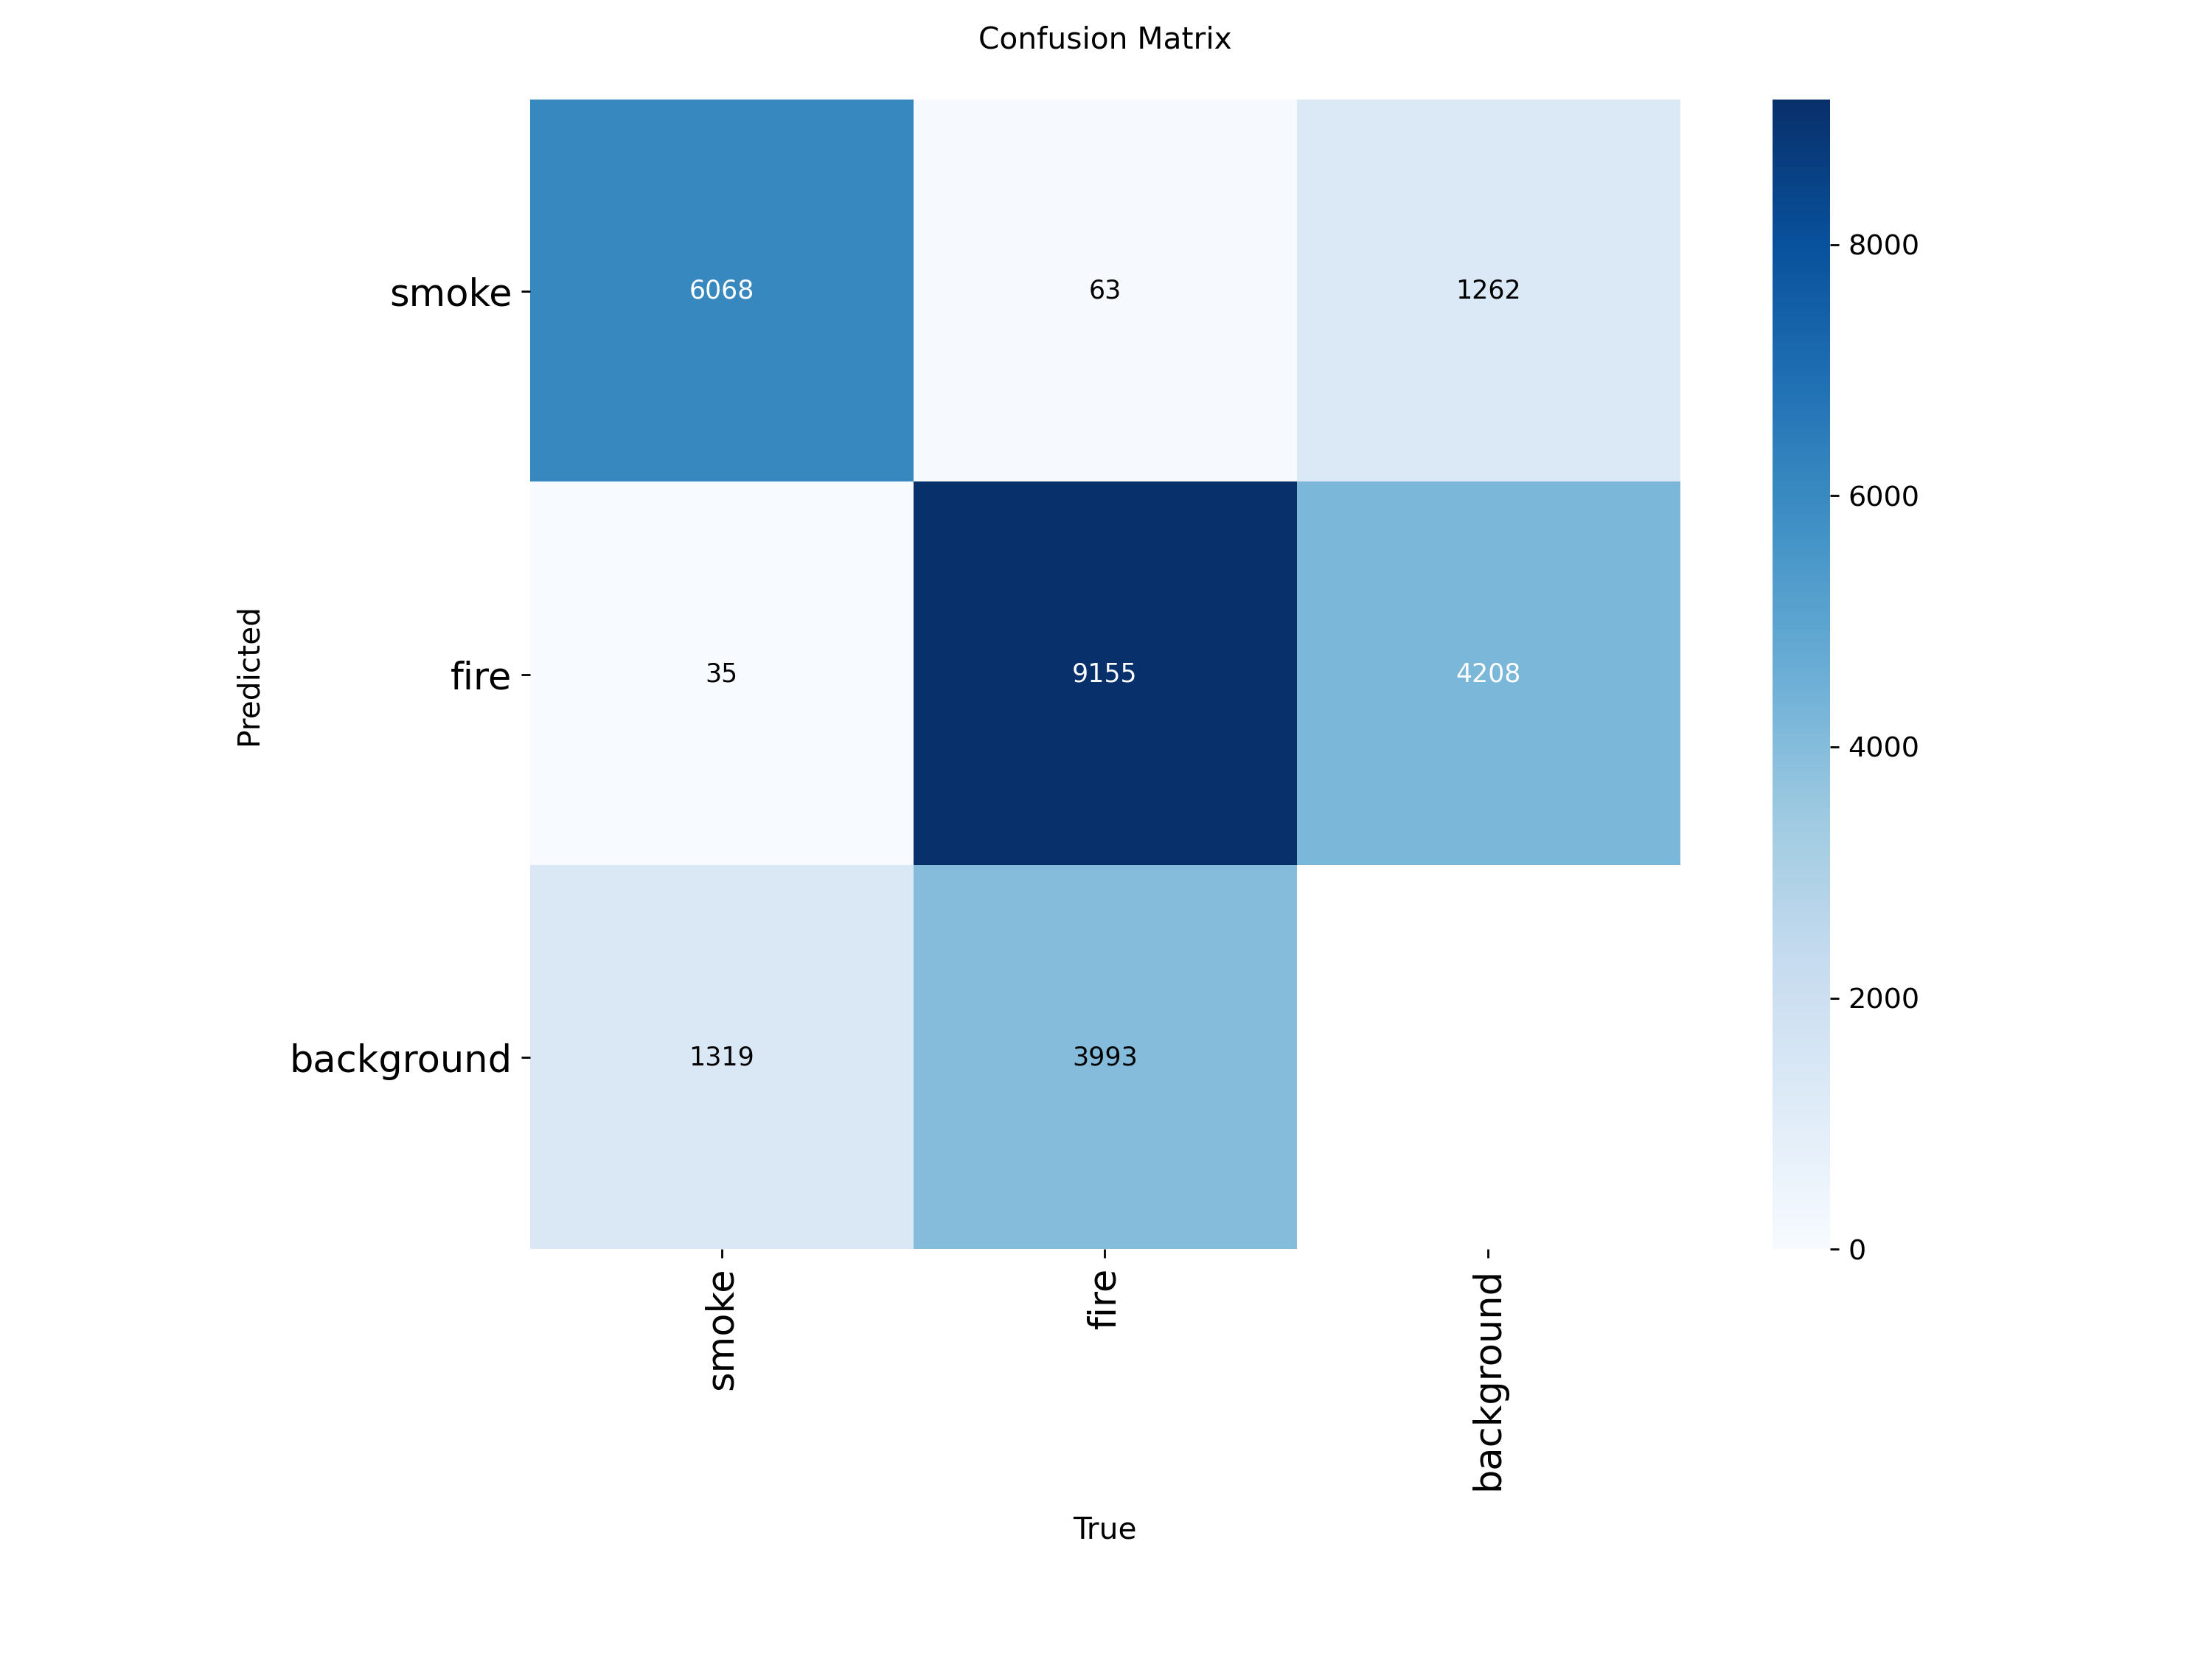 Confusion Matrix
smoke
6068
63
1262
8000
6000
Predicted
fire
35
9155
4208
4000
2000
background
1319
3993
0
smoke
fire
background
True